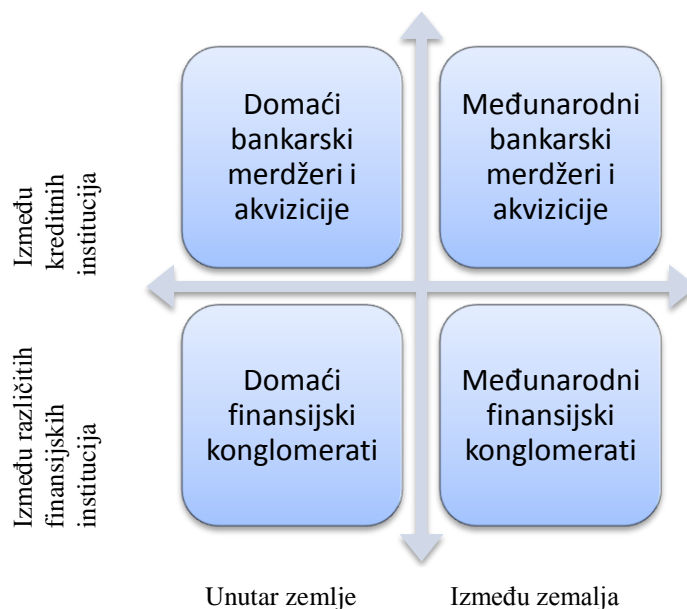 Između
kreditnih
institucija
Domaći
bankarski
merdžeri i
akvizicije
Međunarodni
bankarski
merdžeri i
akvizicije
Između različitih
finansijskih
institucija
Domaći
finansijski
konglomerati
Međunarodni
finansijski
konglomerati
Unutar zemlje
Između zemalja